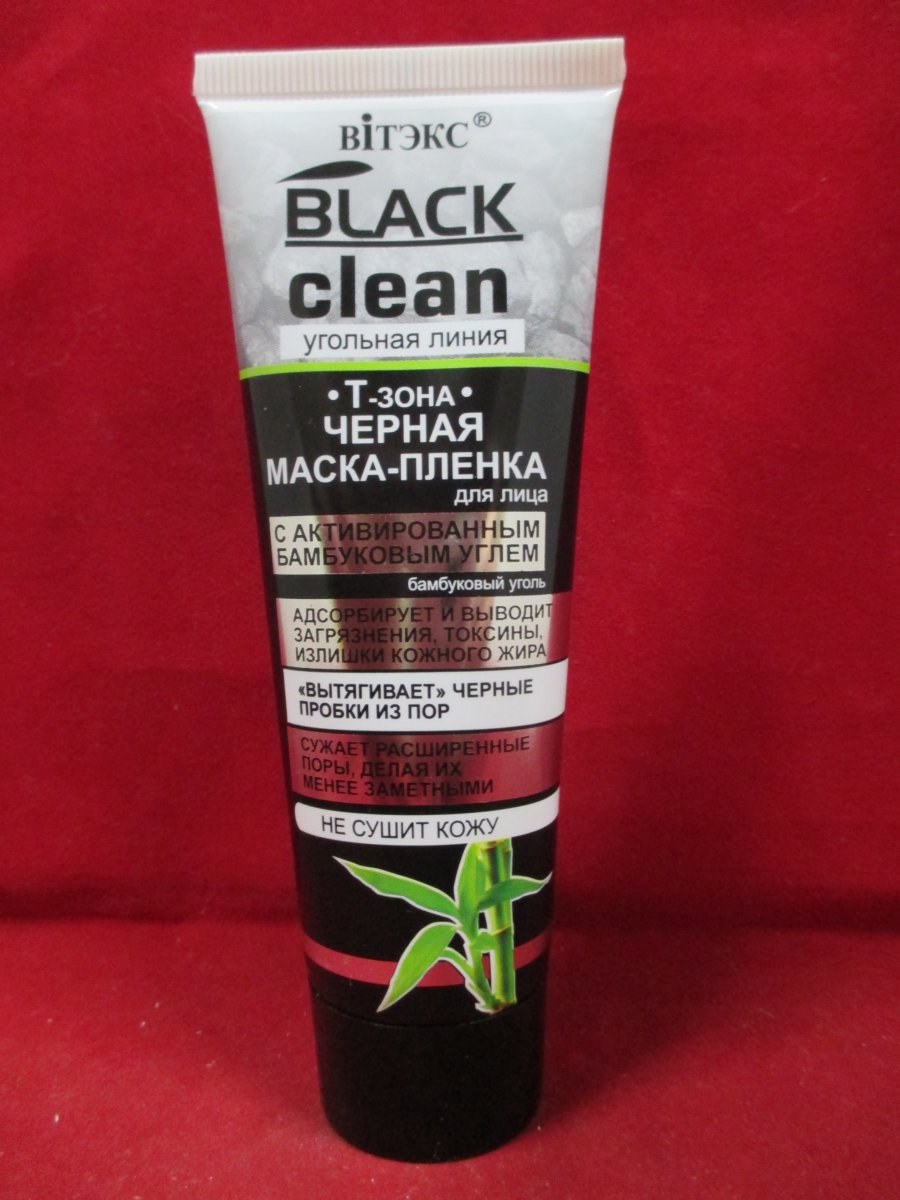 ВіТЭКС®
BLACK
clean
угольная линия
• Т-ЗОНА •
ЧЕРНАЯ
МАСКА-ПЛЕНКА
для лица
С АКТИВИРОВАННЫМ
БАМБУКОВЫМ УГЛЕМ
бамбуковый уголь
АДСОРБИРУЕТ И ВЫВОДИТ
ЗАГРЯЗНЕНИЯ, ТОКСИНЫ,
ИЗЛИШКИ КОЖНОГО ЖИРА
«ВЫТЯГИВАЕТ» ЧЕРНЫЕ
ПРОБКИ ИЗ ПОР
СУЖАЕТ РАСШИРЕННЫЕ
ПОРЫ, ДЕЛАЯ ИХ
МЕНЕЕ ЗАМЕТНЫМИ
НЕ СУШИТ КОЖУ